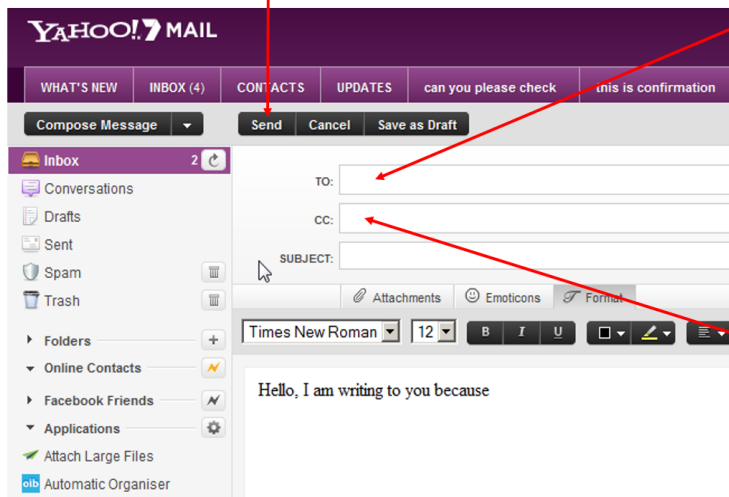 YAHOO!7 MAIL
WHAT'S NEW INBOX (4) CONTACTS UPDATES can you please check this is confirmation
Compose Message Send Cancel Save as Draft
Inbox 2
Conversations
Drafts
Sent
Spam
Trash
Folders
Online Contacts
Facebook Friends
Applications
Attach Large Files
oib Automatic Organiser
TO:
CC:
SUBJECT:
Attachments Emoticons Format
Times New Roman 12 B I U
Hello, I am writing to you because